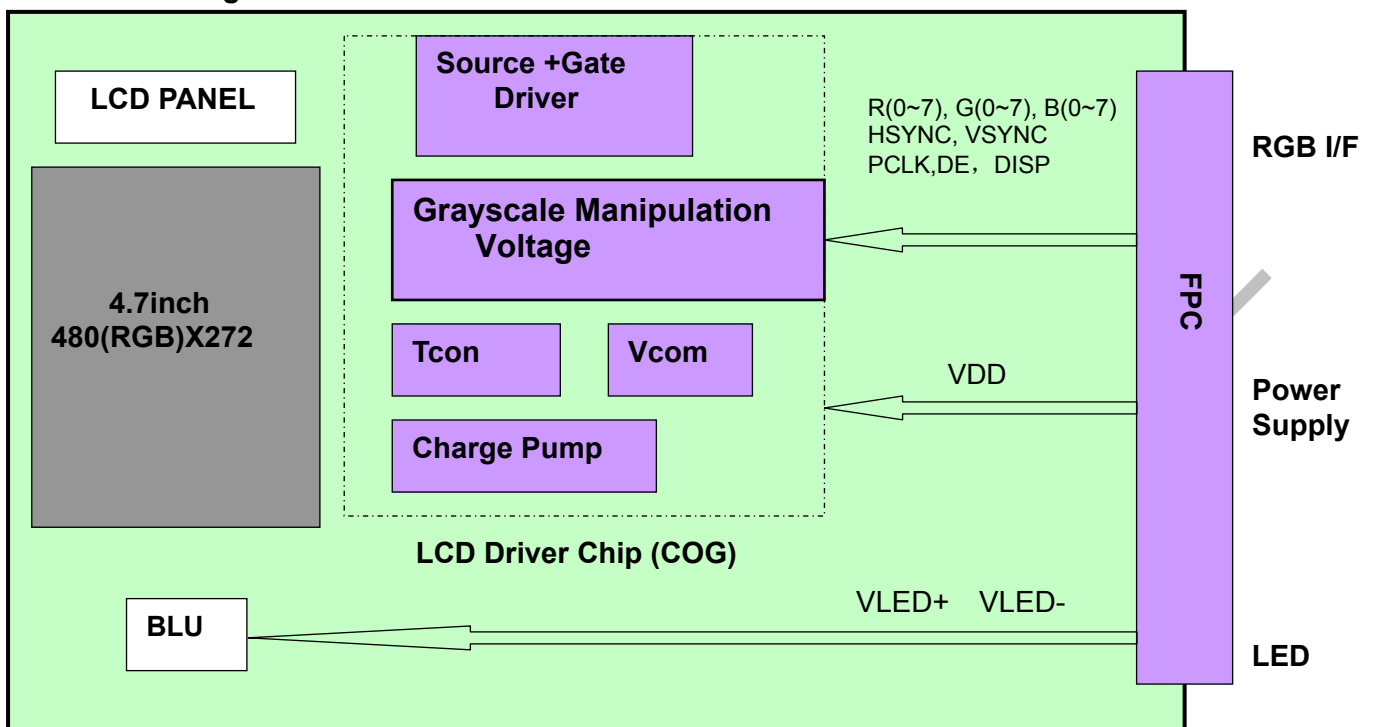 LCD PANEL
4.7inch
480(RGB)X272
Source +Gate
Driver
Grayscale Manipulation
Voltage
Tcon
Vcom
Charge Pump
LCD Driver Chip (COG)
BLU
R(0~7), G(0~7), B(0~7)
HSYNC, VSYNC
PCLK,DE，DISP
VDD
VLED+ VLED-
FPC
RGB I/F
Power
Supply
LED